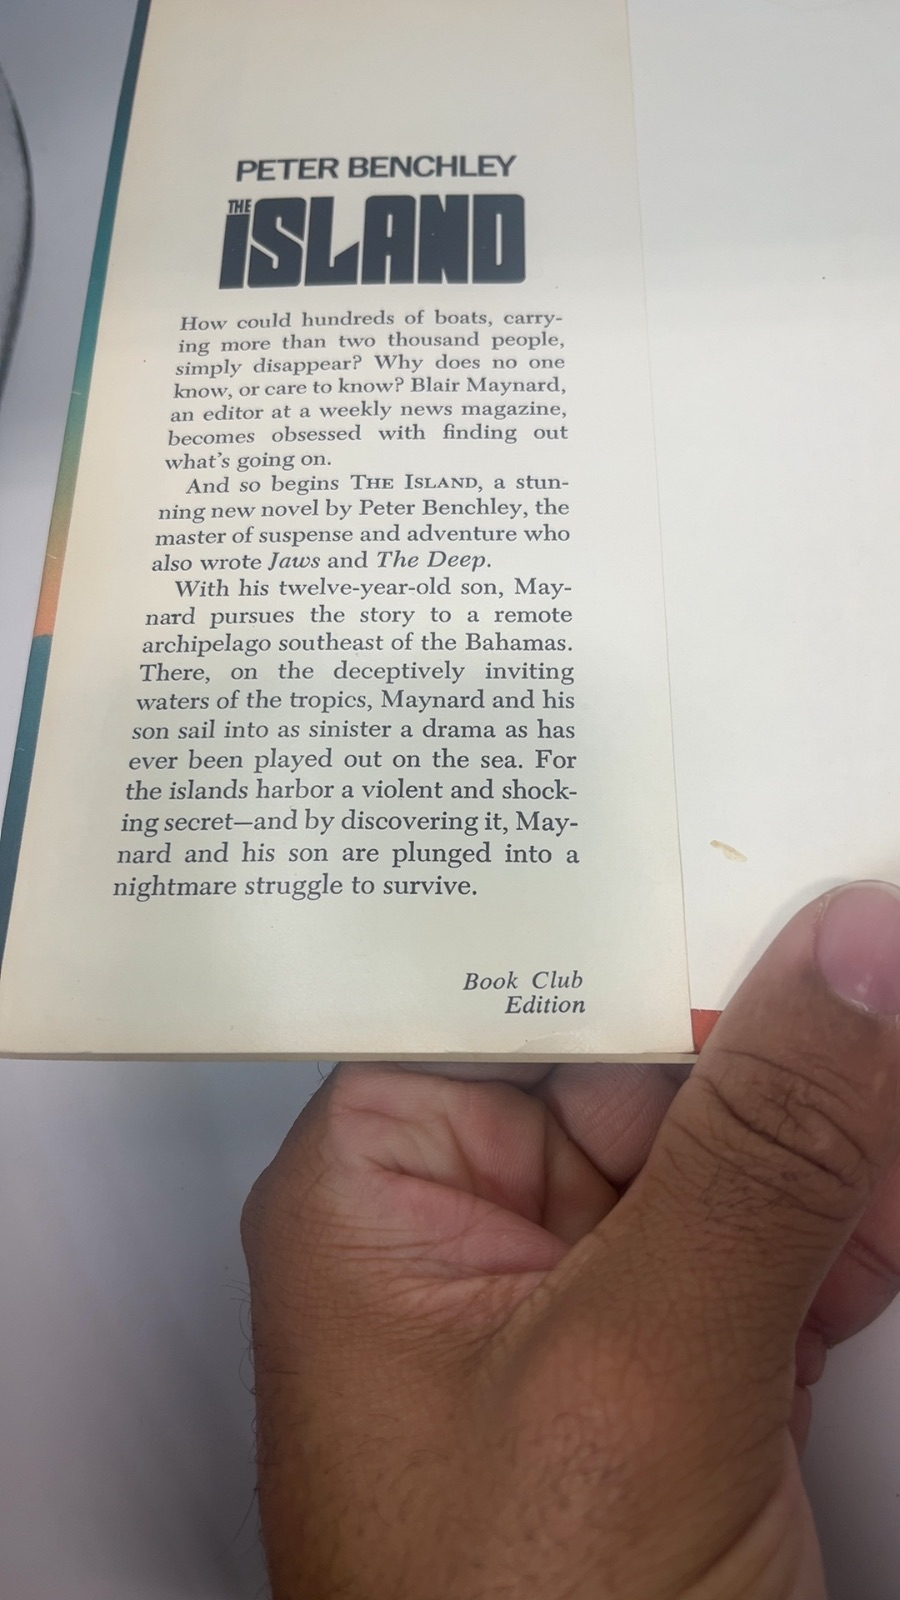 PETER BENCHLEY
THE
ISLAND
How could hundreds of boats, carry-
ing more than two thousand people,
simply disappear? Why does no one
know, or care to know? Blair Maynard,
an editor at a weekly news magazine,
becomes obsessed with finding out
what's going on.
And so begins THE ISLAND, a stun-
ning new novel by Peter Benchley, the
master of suspense and adventure who
also wrote Jaws and The Deep.
With his twelve-year-old son, May-
nard pursues the story to a remote
archipelago southeast of the Bahamas.
There, on the deceptively inviting
waters of the tropics, Maynard and his
son sail into as sinister a drama as has
ever been played out on the sea. For
the islands harbor a violent and shock-
ing secret—and by discovering it, May-
nard and his son are plunged into a
nightmare struggle to survive.
Book Club
Edition